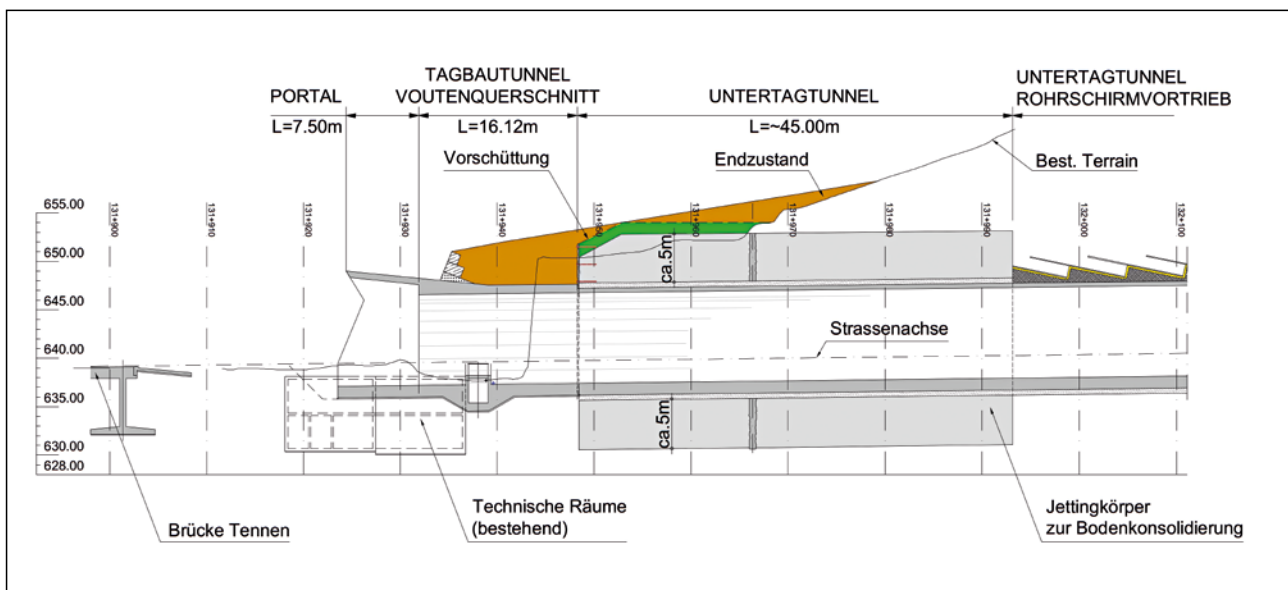 PORTAL
L=7.50m
TAGBAUTUNNEL
VOUTENQUERSCHNITT
L=16.12m
UNTERTAGTUNNEL
L=~45.00m
UNTERTAGTUNNEL
ROHRSCHIRMVORTRIEB
Vorschüttung
Endzustand
Best. Terrain
655.00
650.00
645.00
640.00
635.00
630.00
628.00
131+900
131+910
131+920
131+930
131+940
131+950
131+960
131+970
131+980
131+990
132+000
132+100
ca.5m
Strassenachse
ca.5m
Brücke Tennen
Technische Räume
(bestehend)
Jettingkörper
zur Bodenkonsolidierung